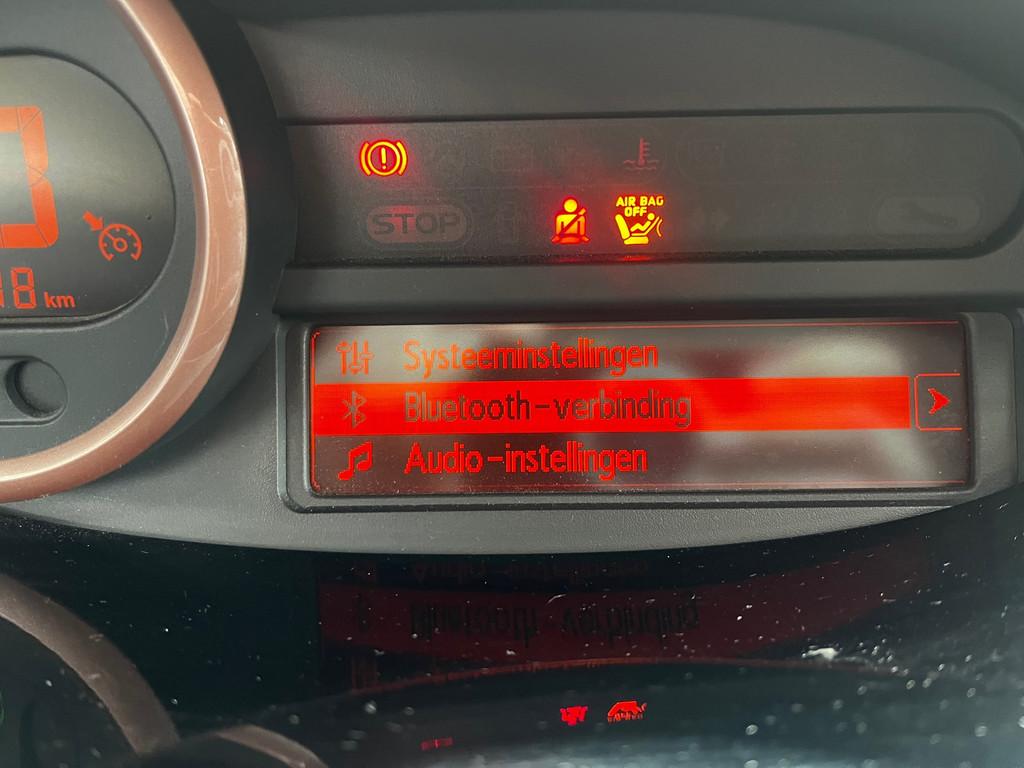 km
STOP
AIR BAG
OFF
Systeeminstellingen
Bluetooth-verbinding
Audio-instellingen